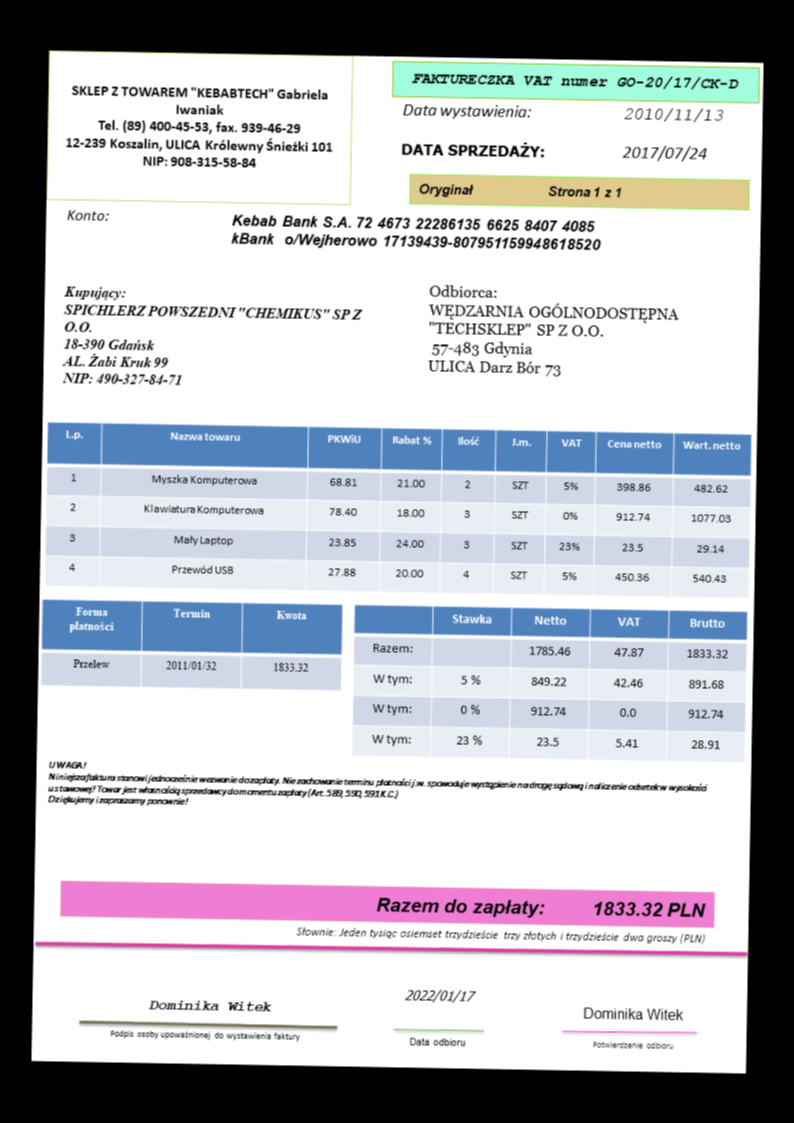 SKLEP Z TOWAREM "KEBABTECH" Gabriela
Iwaniak
Tel. (89) 400-45-53, fax. 939-46-29
12-239 Koszalin, ULICA Królewny Śnieżki 101
NIP: 908-315-58-84
FAKTURECZKA VAT numer GO-20/17/CK-D
Data wystawienia: 2010/11/13
DATA SPRZEDAŻY: 2017/07/24
Oryginał Strona 1 z 1
Konto: Kebab Bank S.A. 72 4673 22286135 6625 8407 4085
kBank o/Wejherowo 17139439-807951159948618520
Kupujący:
SPICHLERZ POWSZEDNI "CHEMIKUS" SP Z
O.O.
18-390 Gdańsk
AL. Żabi Kruk 99
NIP: 490-327-84-71
Odbiorca:
WĘDZARNIA OGÓLNODOSTĘPNA
"TECHSKLEP" SP Z O.O.
57-483 Gdynia
ULICA Darz Bór 73
L.p. Nazwa towaru PKWiU Rabat % Ilość J.m. VAT Cena netto Wart. netto
1 Myszka Komputerowa 68.81 21.00 2 SZT 5% 398.86 482.62
2 Klawiatura Komputerowa 78.40 18.00 3 SZT 0% 912.74 1077.03
3 Mały Laptop 23.85 24.00 3 SZT 23% 23.5 29.14
4 Przewód USB 27.88 20.00 4 SZT 5% 450.36 540.43
Forma płatności Termin Kwota
Przelew 2011/01/32 1833.32
Stawka Netto VAT Brutto
Razem: 1785.46 47.87 1833.32
W tym: 5 % 849.22 42.46 891.68
W tym: 0 % 912.74 0.0 912.74
W tym: 23 % 23.5 5.41 28.91
UWAGA!
Niniejsza faktura stanowi jednocześnie wezwanie do zapłaty. Nie zachowanie terminu płatności j.w. spowoduje wystąpienie na drogę sądową i naliczenie odsetek w wysokości
ustawowej! Towar jest własnością sprzedawcy do momentu zapłaty (Art. 589, 590, 591 K.C.)
Dziękujemy i zapraszamy ponownie!
Razem do zapłaty: 1833.32 PLN
Słownie: Jeden tysiąc osiemset trzydzieście trzy złotych i trzydzieście dwa groszy (PLN)
Dominika Witek
Podpis osoby upoważnionej do wystawienia faktury
2022/01/17
Data odbioru
Dominika Witek
Potwierdzenie odbioru